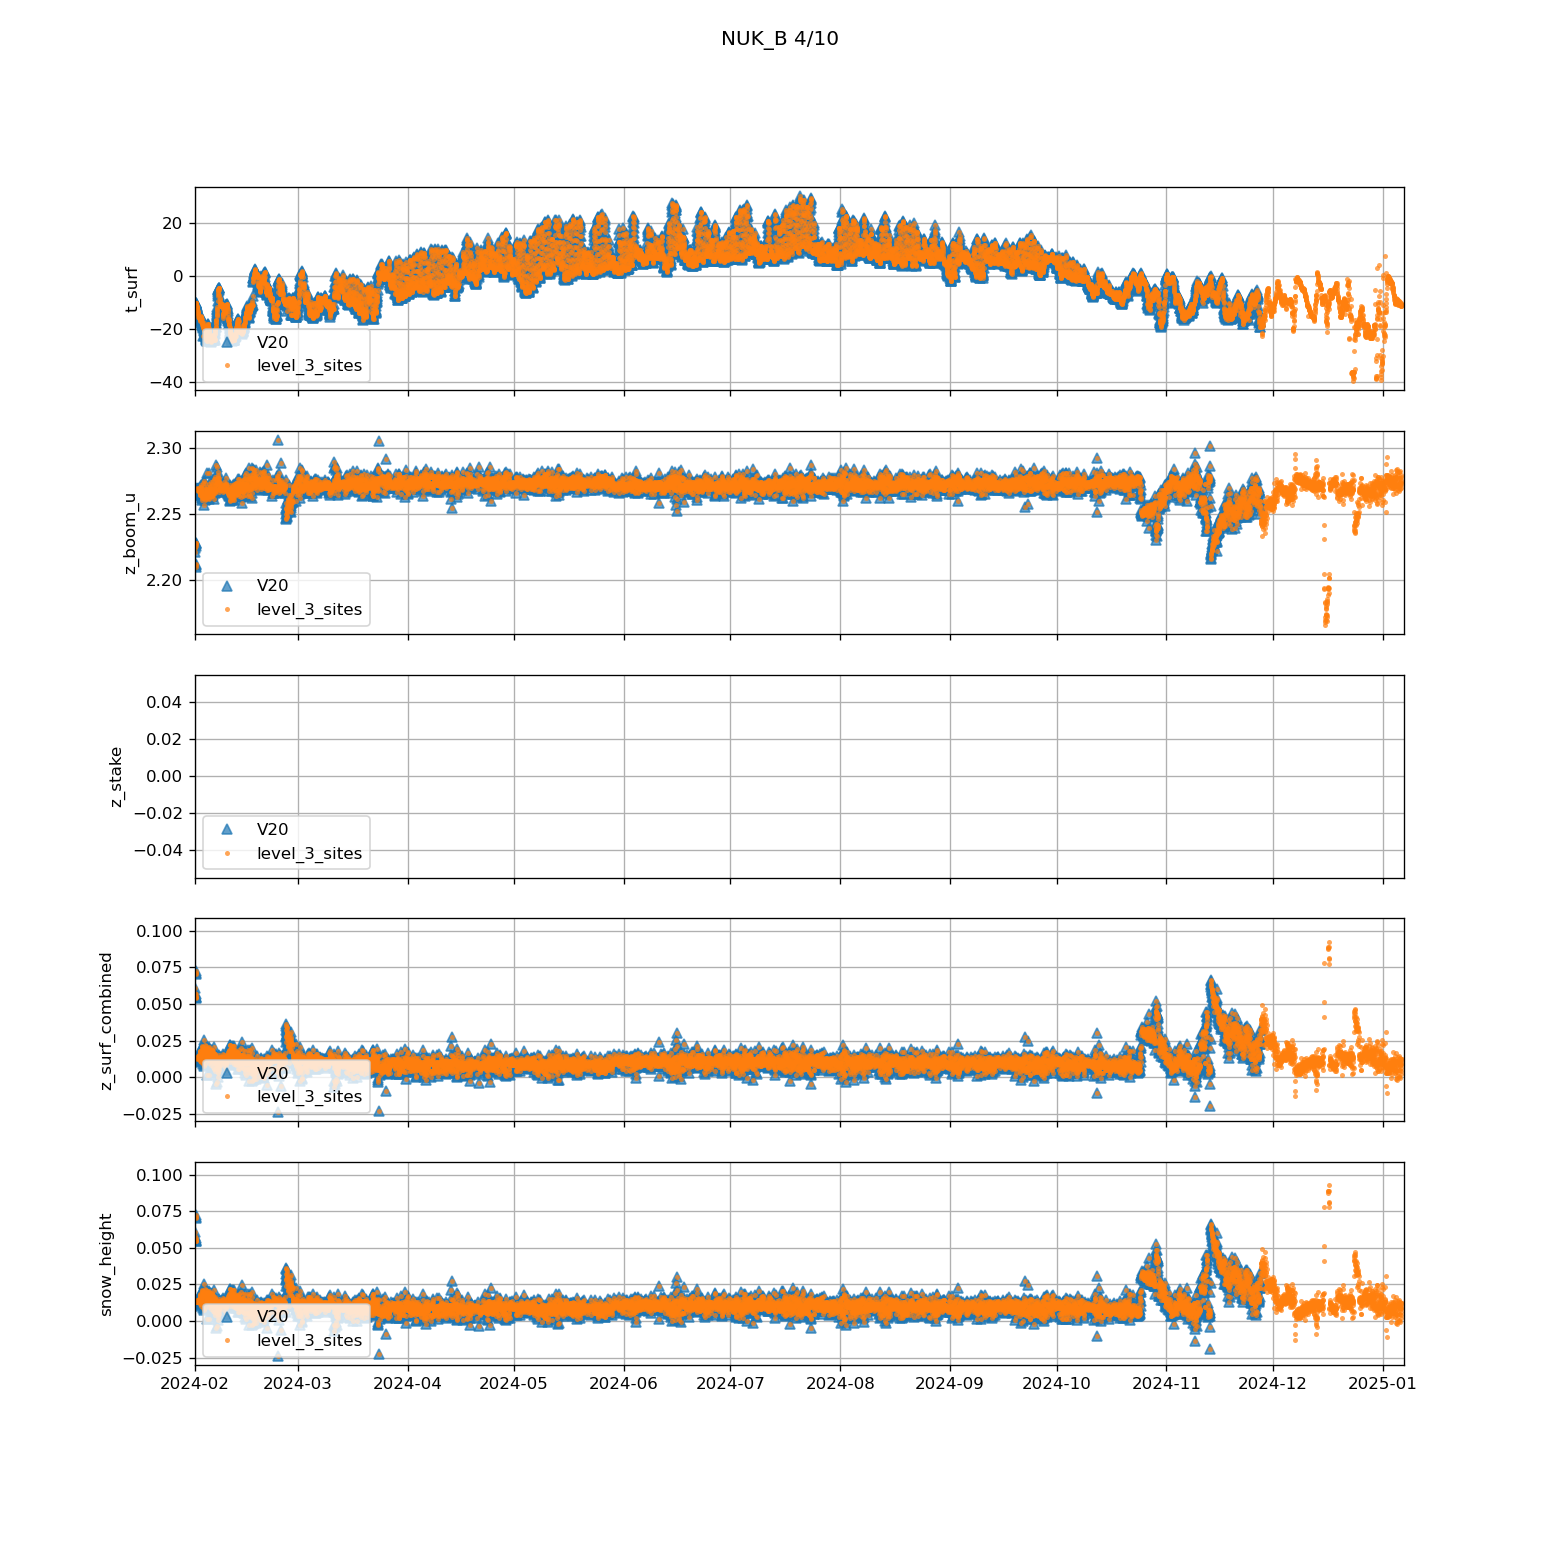 NUK_B 4/10
t_surf
20
0
−20
−40
V20
level_3_sites
z_boom_u
2.30
2.25
2.20
V20
level_3_sites
z_stake
0.04
0.02
0.00
−0.02
−0.04
V20
level_3_sites
z_surf_combined
0.100
0.075
0.050
0.025
0.000
−0.025
V20
level_3_sites
snow_height
0.100
0.075
0.050
0.025
0.000
−0.025
V20
level_3_sites
2024-02 2024-03 2024-04 2024-05 2024-06 2024-07 2024-08 2024-09 2024-10 2024-11 2024-12 2025-01